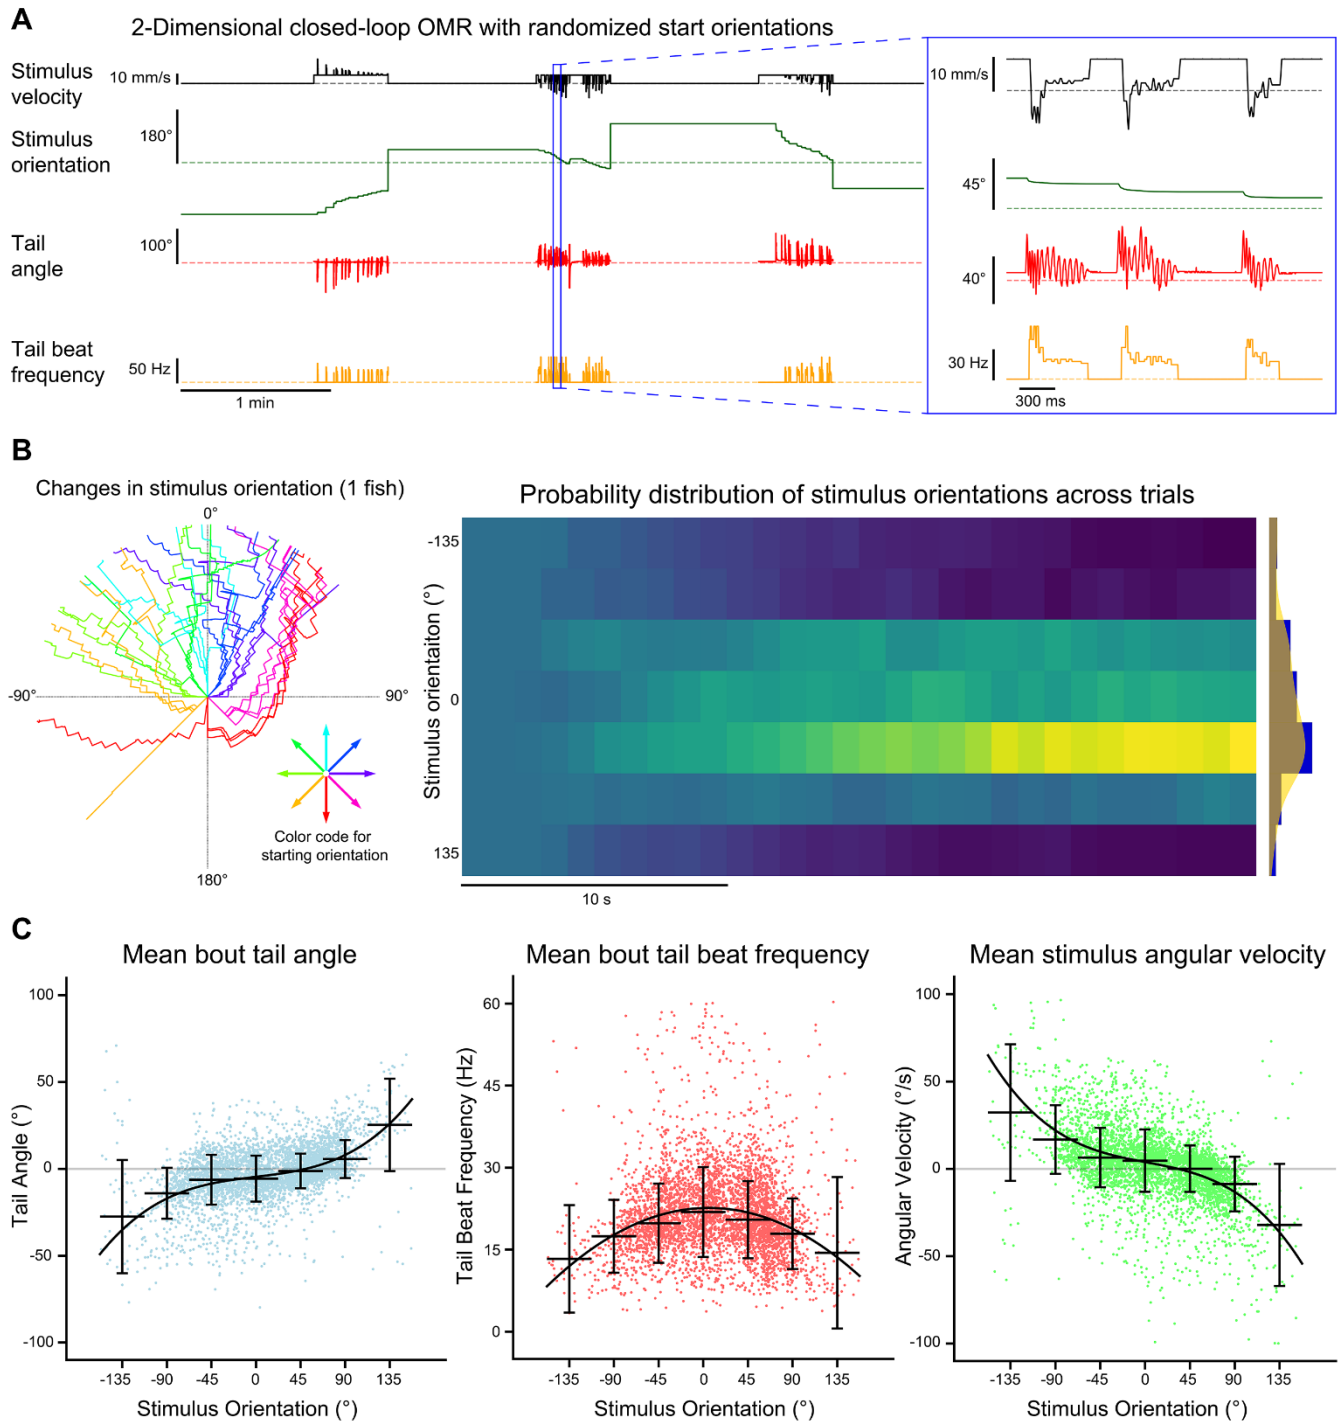 A
2-Dimensional closed-loop OMR with randomized start orientations
Stimulus
velocity
10 mm/s
Stimulus
orientation
180°
Tail
angle
100°
Tail beat
frequency
50 Hz
1 min
10 mm/s
45°
40°
30 Hz
300 ms
B
Changes in stimulus orientation (1 fish)
0°
-90°
90°
180°
Color code for
starting orientation
Probability distribution of stimulus orientations across trials
Stimulus orientaiton (°)
-135
0
135
10 s
C
Mean bout tail angle
Tail Angle (°)
100
50
0
-50
-100
-135 -90 -45 0 45 90 135
Stimulus Orientation (°)
Mean bout tail beat frequency
Tail Beat Frequency (Hz)
60
45
30
15
0
-135 -90 -45 0 45 90 135
Stimulus Orientation (°)
Mean stimulus angular velocity
Angular Velocity (°/s)
100
50
0
-50
-100
-135 -90 -45 0 45 90 135
Stimulus Orientation (°)